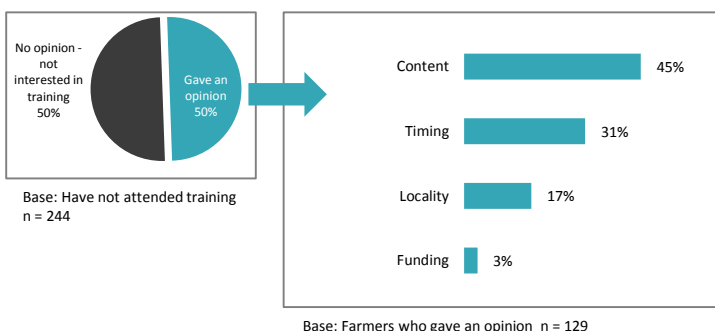 No opinion -
not
interested in
training
50%
Gave an
opinion
50%
Base: Have not attended training
n = 244
Content 45%
Timing 31%
Locality 17%
Funding 3%
Base: Farmers who gave an opinion n = 129